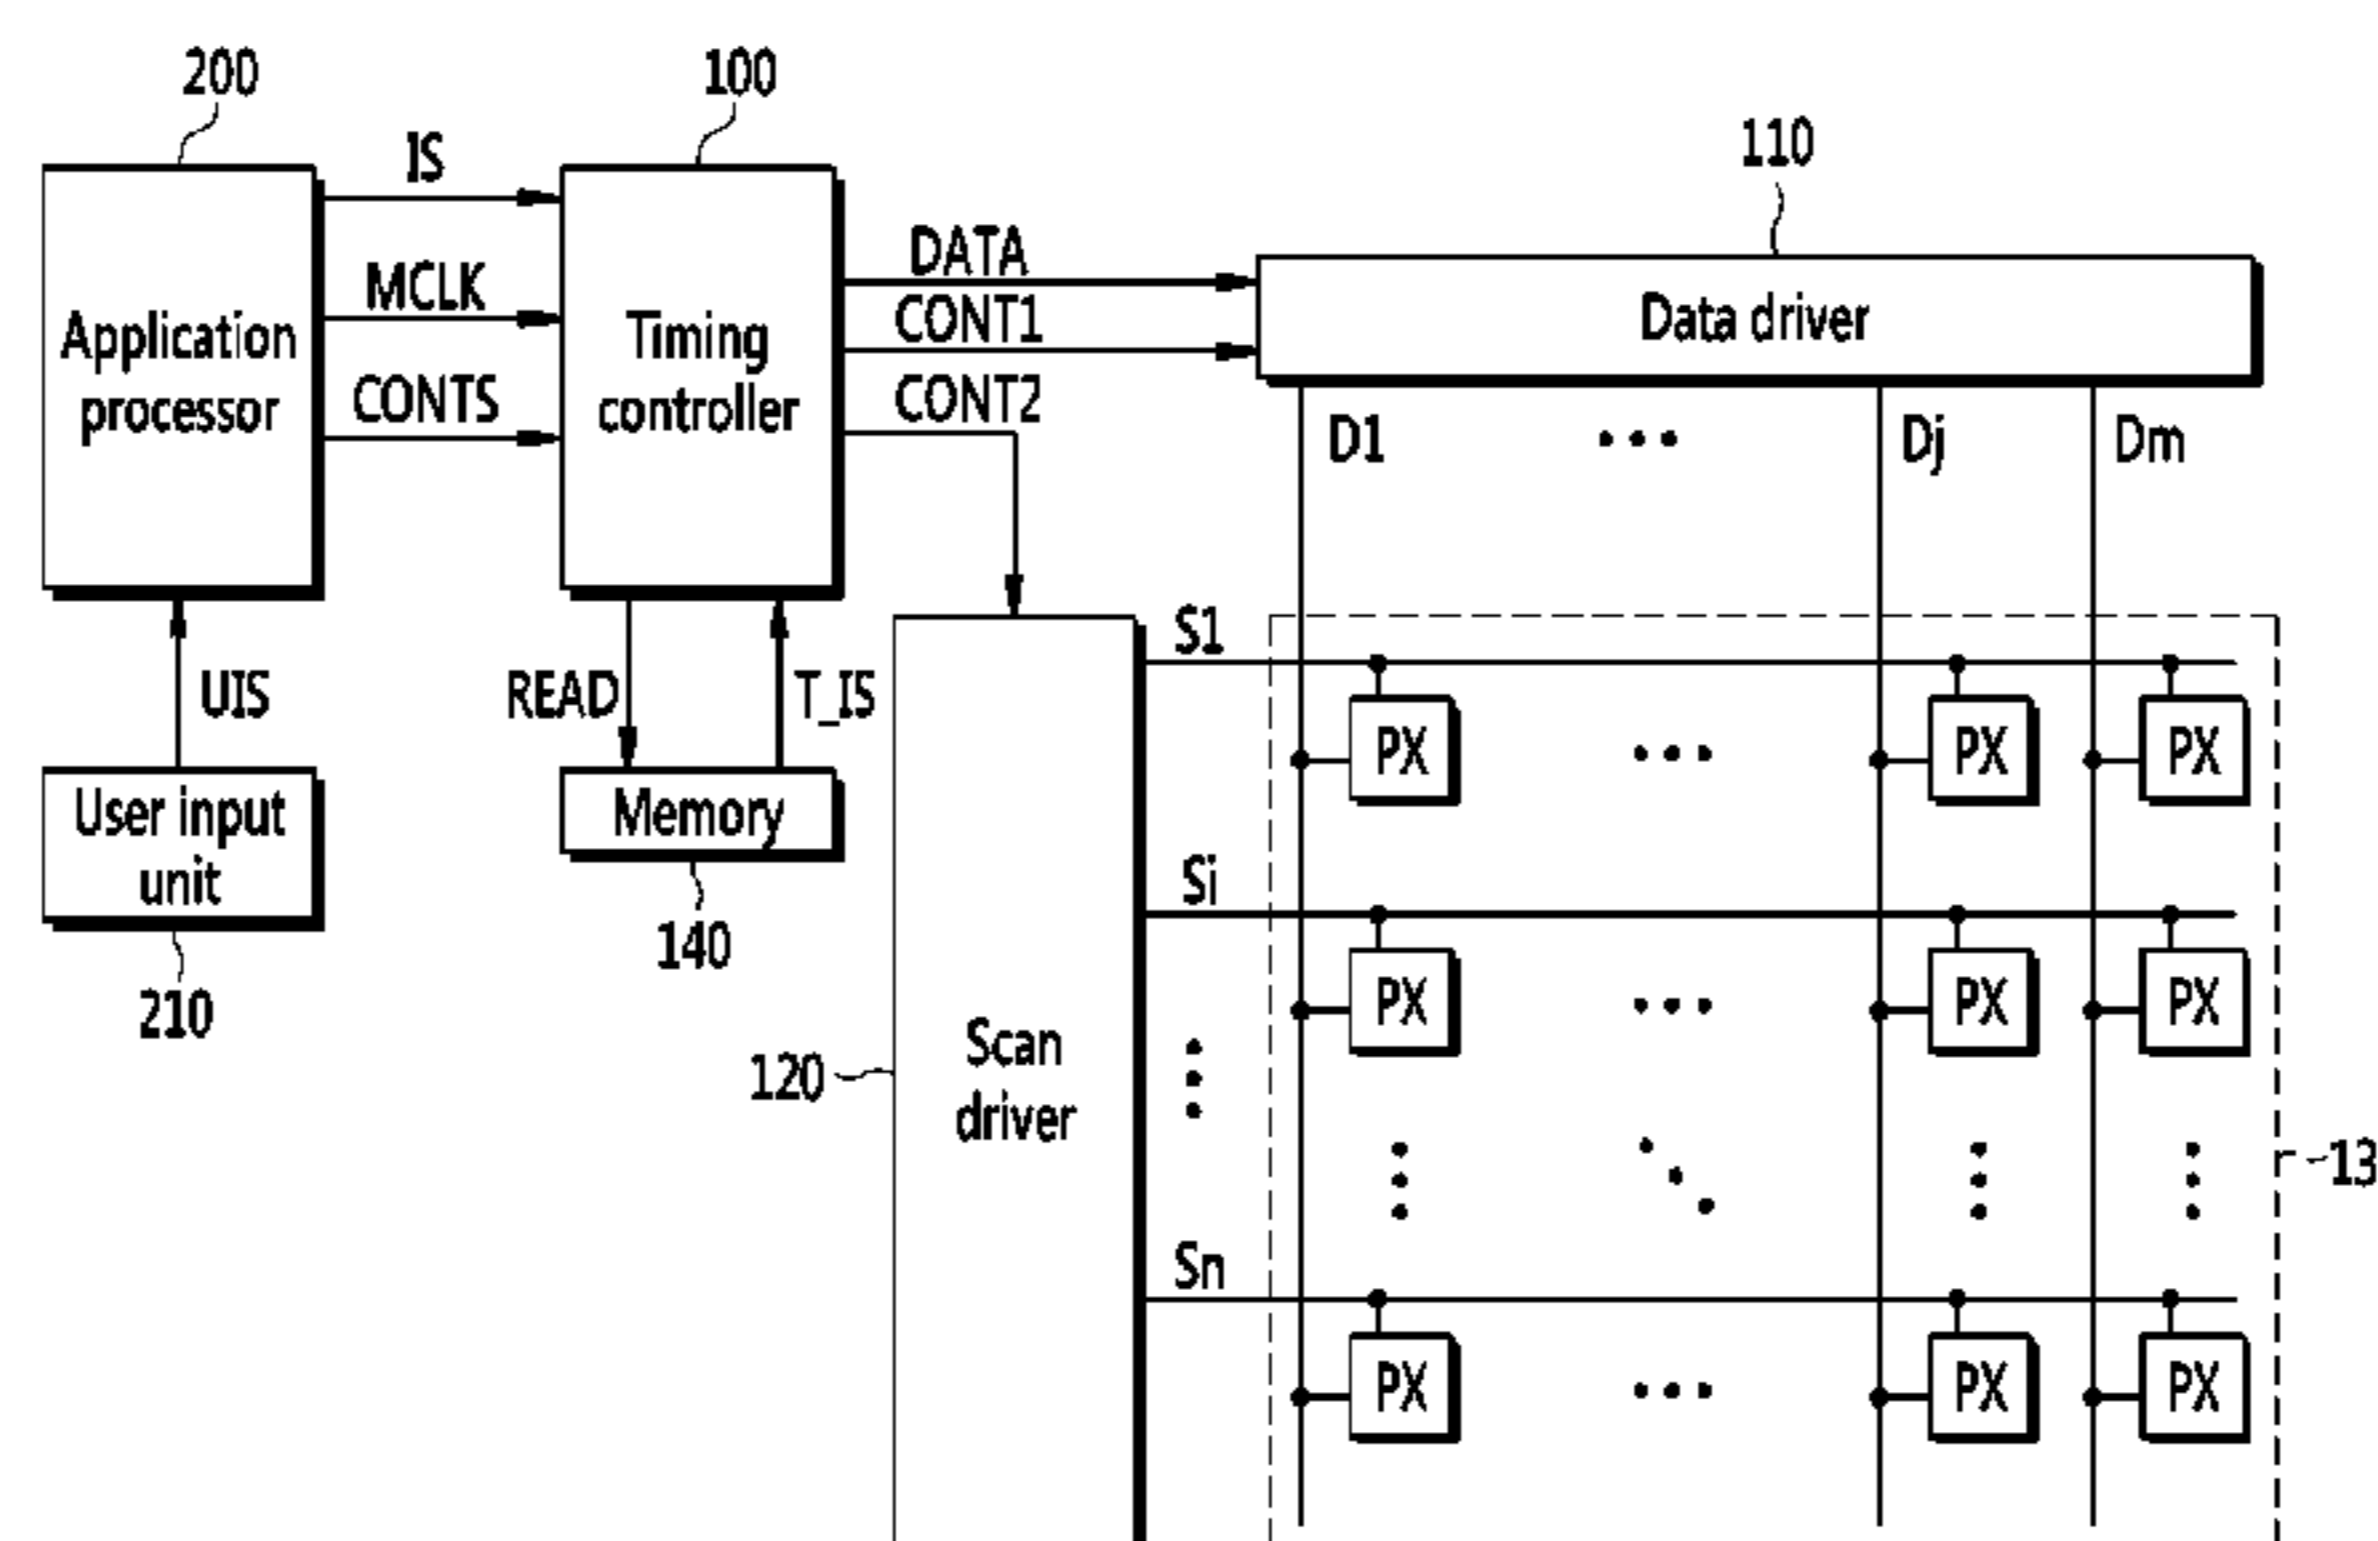 200
100
110
IS
MCLK
CONTS
Application
processor
Timing
controller
DATA
CONT1
CONT2
Data driver
D1
Dj
Dm
UIS
READ
T_IS
User input
unit
210
Memory
140
120
Scan
driver
S1
PX
PX
PX
Si
PX
PX
PX
13
Sn
PX
PX
PX